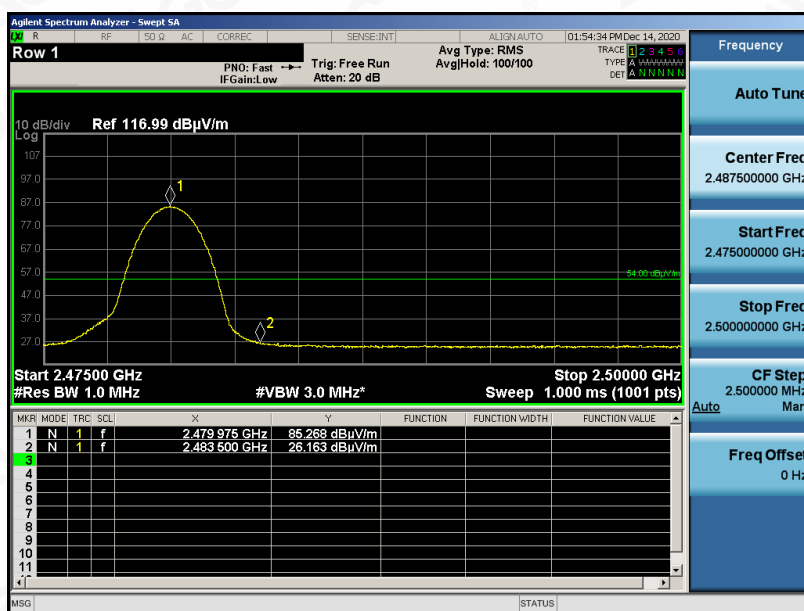 Agilent Spectrum Analyzer - Swept SA
R RF 50 Ω AC CORREC SENSE:INT ALIGN AUTO 01:54:34 PM Dec 14, 2020
Row 1
PNO: Fast
IFGain:Low
Trig: Free Run
Atten: 20 dB
Avg Type: RMS
Avg|Hold: 100/100
TRACE 1 2 3 4 5 6
TYPE A WWWWW
DET A N N N N N
10 dB/div
Log
Ref 116.99 dBµV/m
107
97.0
87.0
77.0
67.0
57.0
47.0
37.0
27.0
1
2
54.00 dBµV/m
Start 2.47500 GHz Stop 2.50000 GHz
#Res BW 1.0 MHz #VBW 3.0 MHz* Sweep 1.000 ms (1001 pts)
MKR MODE TRC SCL X Y FUNCTION FUNCTION WIDTH FUNCTION VALUE
1 N 1 f 2.479 975 GHz 85.268 dBµV/m
2 N 1 f 2.483 500 GHz 26.163 dBµV/m
3
4
5
6
7
8
9
10
11
MSG STATUS
Frequency
Auto Tune
Center Freq
2.487500000 GHz
Start Freq
2.475000000 GHz
Stop Freq
2.500000000 GHz
CF Step
2.500000 MHz
Auto Man
Freq Offset
0 Hz